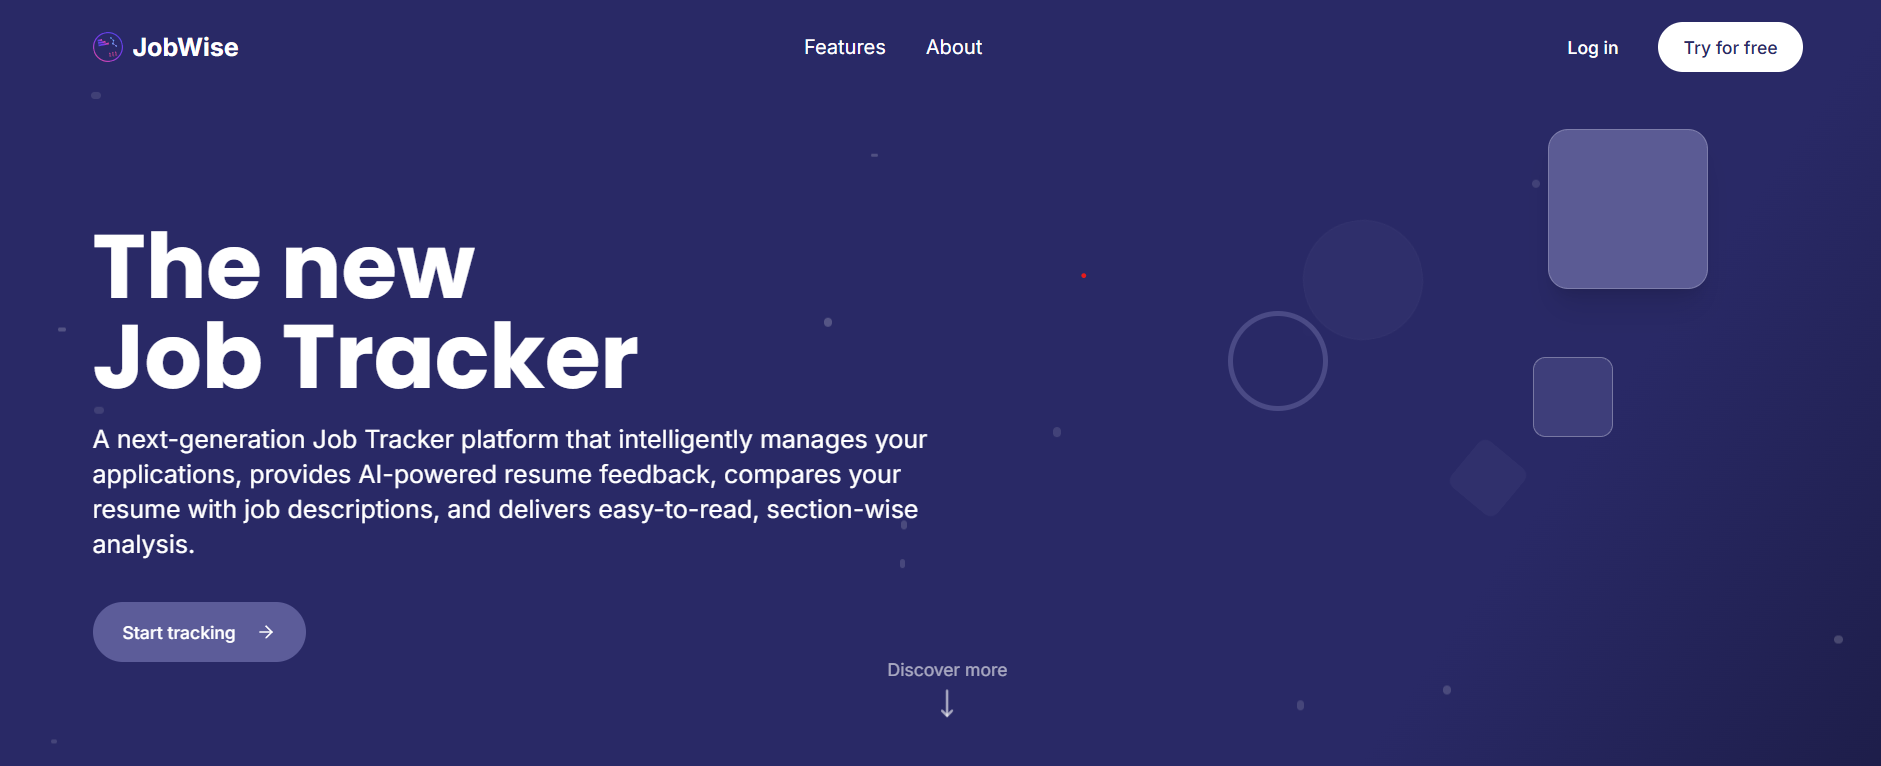 JobWise
Features
About
Log in
Try for free
The new
Job Tracker
A next-generation Job Tracker platform that intelligently manages your
applications, provides AI-powered resume feedback, compares your
resume with job descriptions, and delivers easy-to-read, section-wise
analysis.
Start tracking
Discover more